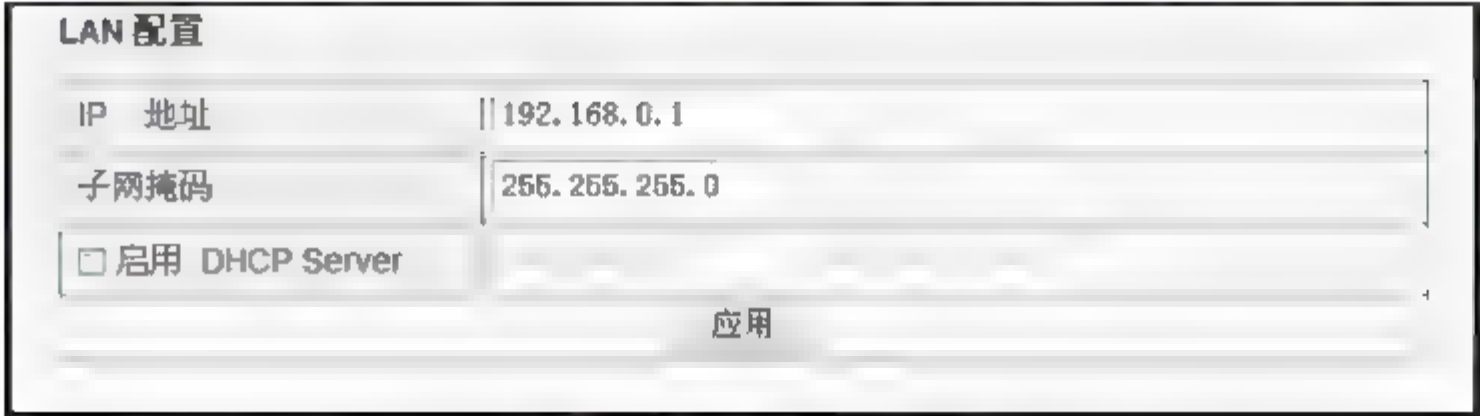 LAN 配置
IP 地址 192.168.0.1
子网掩码 255.255.255.0
启用 DHCP Server
应用